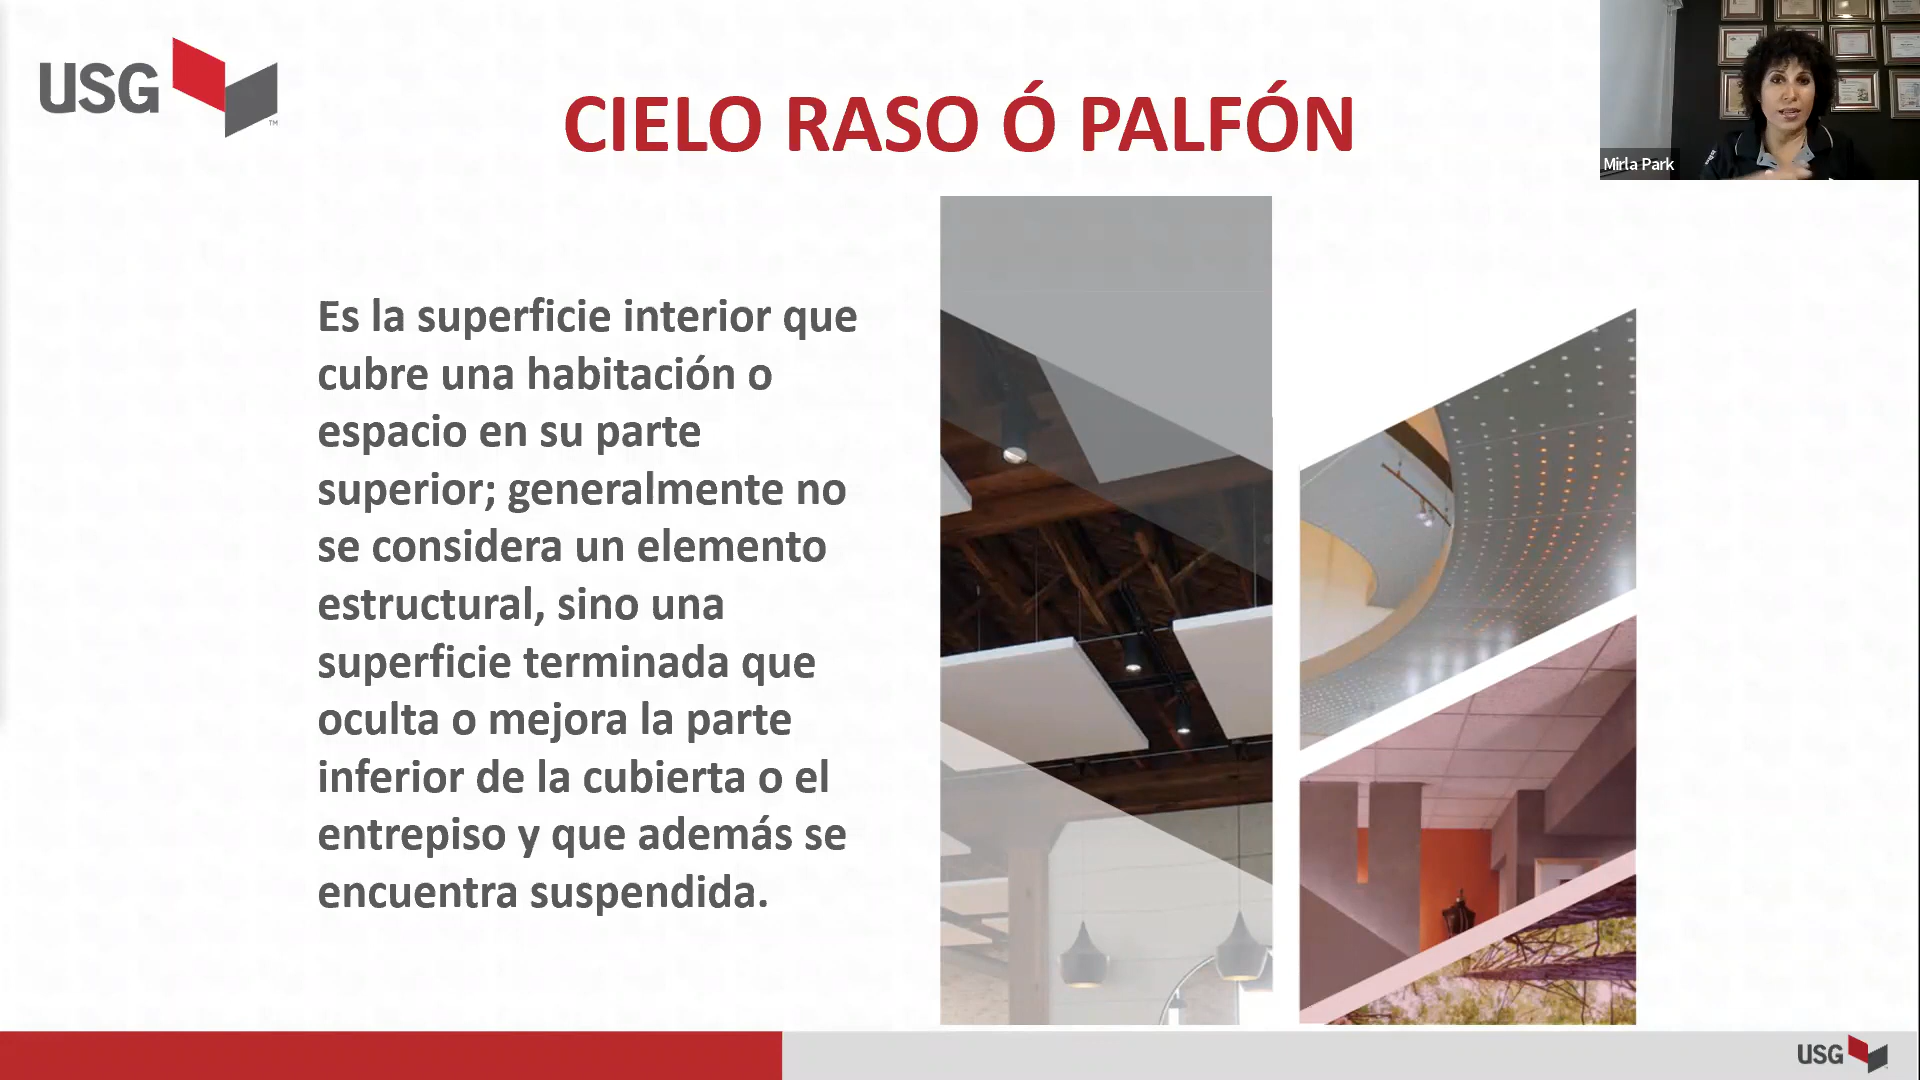 USG
TM
CIELO RASO Ó PALFÓN
Mirla Park
Es la superficie interior que
cubre una habitación o
espacio en su parte
superior; generalmente no
se considera un elemento
estructural, sino una
superficie terminada que
oculta o mejora la parte
inferior de la cubierta o el
entrepiso y que además se
encuentra suspendida.
USG